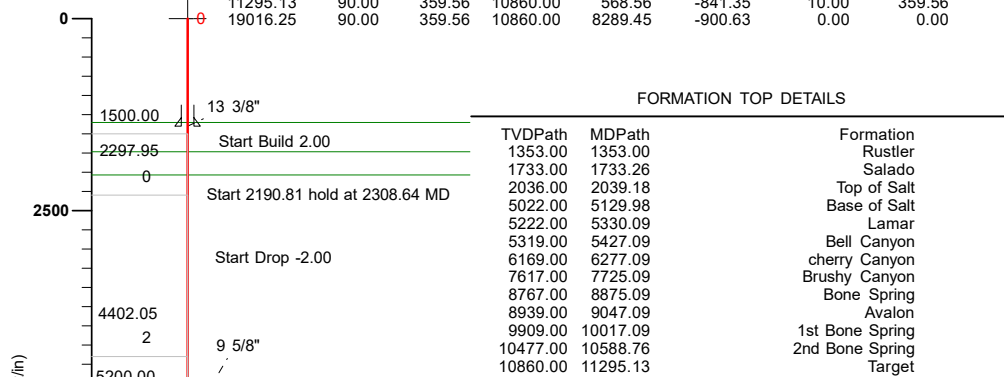 11295.13 90.00 359.56 10860.00 568.56 -841.35 10.00 359.56
0 0 19016.25 90.00 359.56 10860.00 8289.45 -900.63 0.00 0.00
FORMATION TOP DETAILS
TVDPath MDPath Formation
1353.00 1353.00 Rustler
1733.00 1733.26 Salado
2036.00 2039.18 Top of Salt
5022.00 5129.98 Base of Salt
5222.00 5330.09 Lamar
5319.00 5427.09 Bell Canyon
6169.00 6277.09 cherry Canyon
7617.00 7725.09 Brushy Canyon
8767.00 8875.09 Bone Spring
8939.00 9047.09 Avalon
9909.00 10017.09 1st Bone Spring
10477.00 10588.76 2nd Bone Spring
10860.00 11295.13 Target
13 3/8"
1500.00
Start Build 2.00
2297.95
0
Start 2190.81 hold at 2308.64 MD
2500
Start Drop -2.00
4402.05
2
9 5/8"
5200.00
/in)